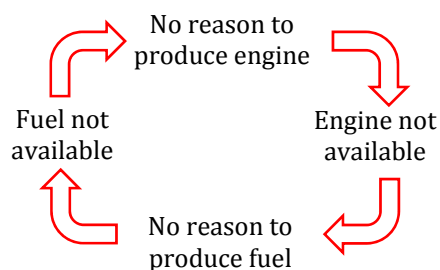 No reason to
produce engine
Engine not
available
No reason to
produce fuel
Fuel not
available